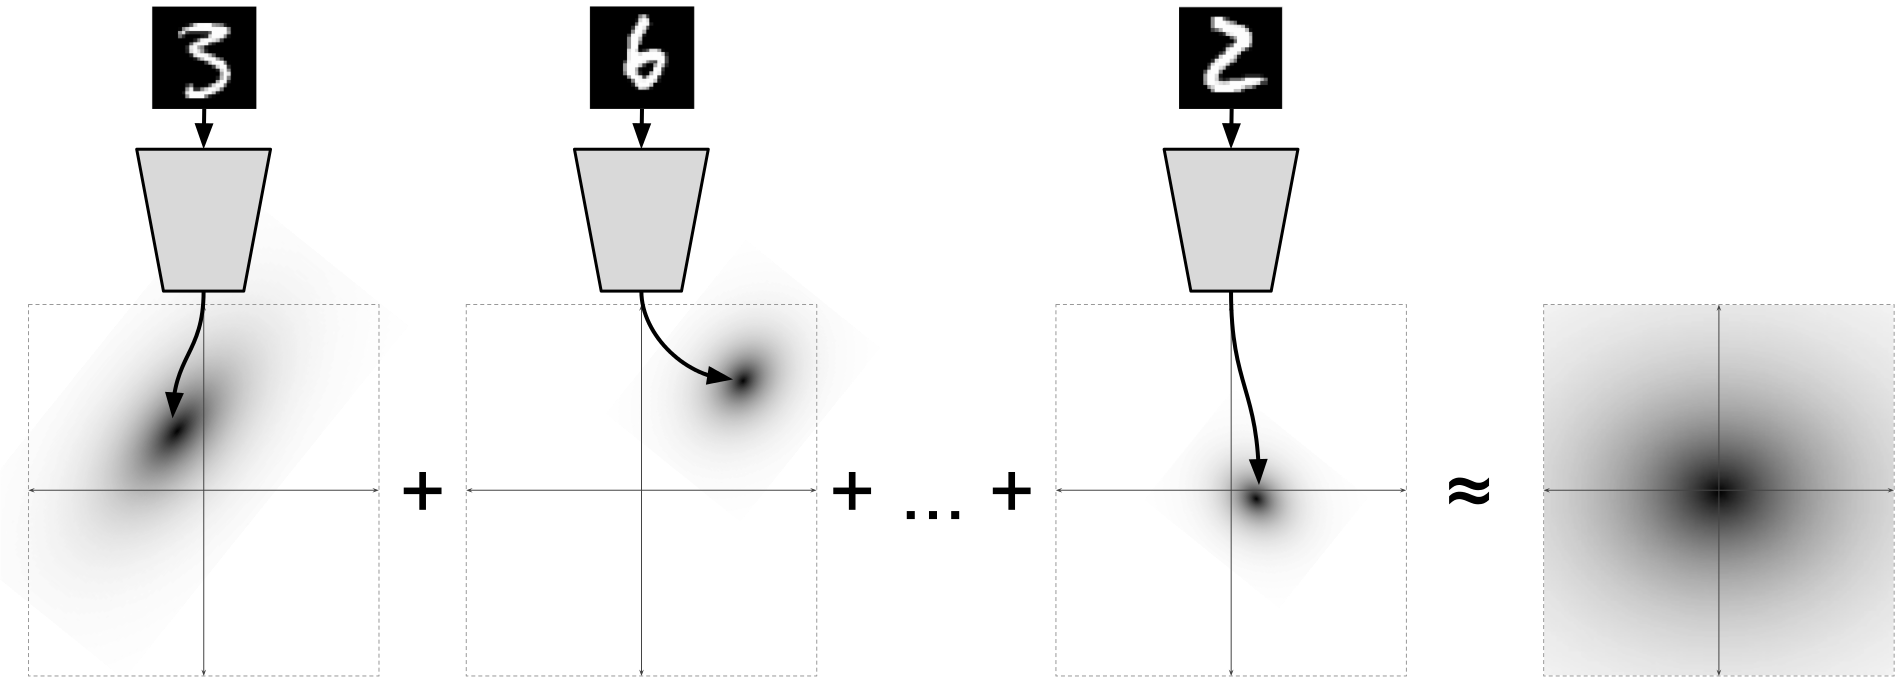 3 6 2
+ + ... + ≈